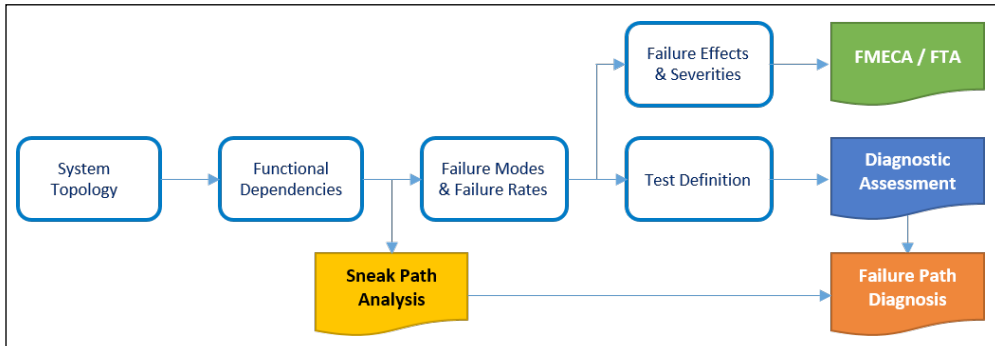 Failure Effects
& Severities
FMECA / FTA
System
Topology
Functional
Dependencies
Failure Modes
& Failure Rates
Test Definition
Diagnostic
Assessment
Sneak Path
Analysis
Failure Path
Diagnosis